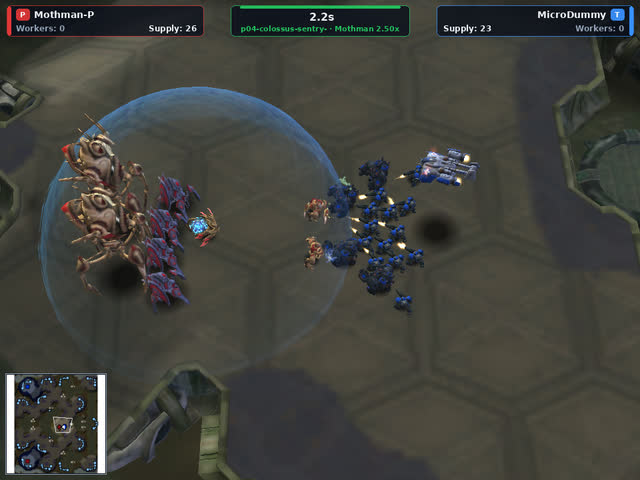 P Mothman-P
Workers: 0 Supply: 26
2.2s
p04-colossus-sentry- · Mothman 2.50x
MicroDummy T
Supply: 23 Workers: 0